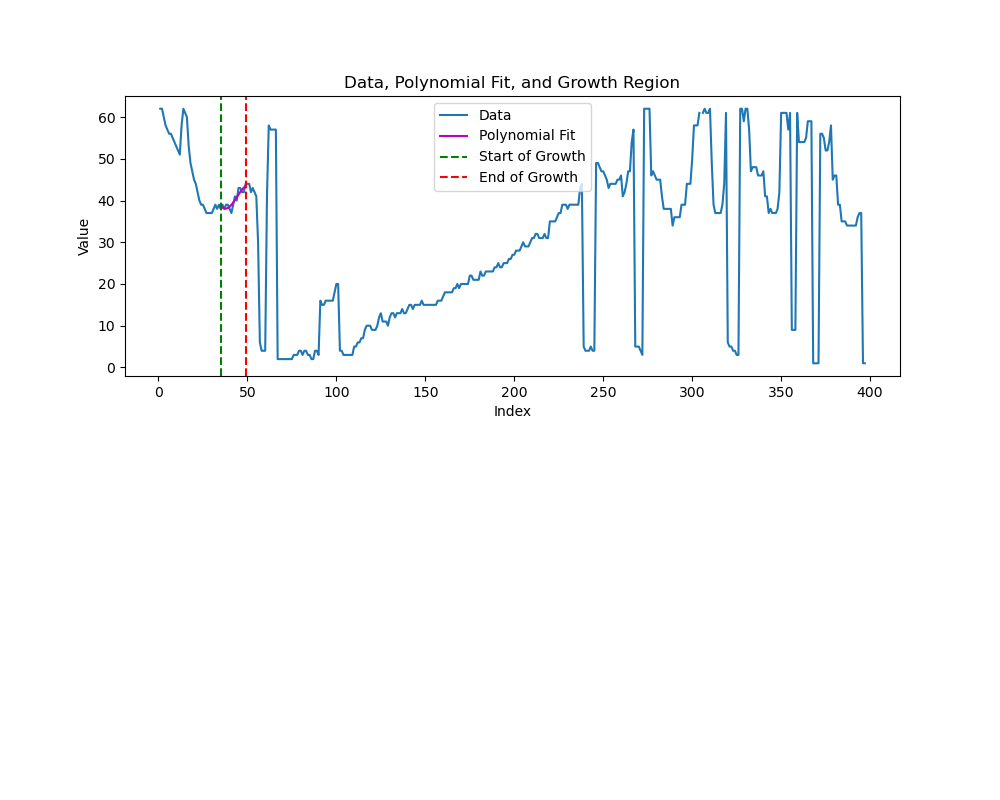 Data, Polynomial Fit, and Growth Region
Data
Polynomial Fit
Start of Growth
End of Growth
Value
60
50
40
30
20
10
0
0 50 100 150 200 250 300 350 400
Index